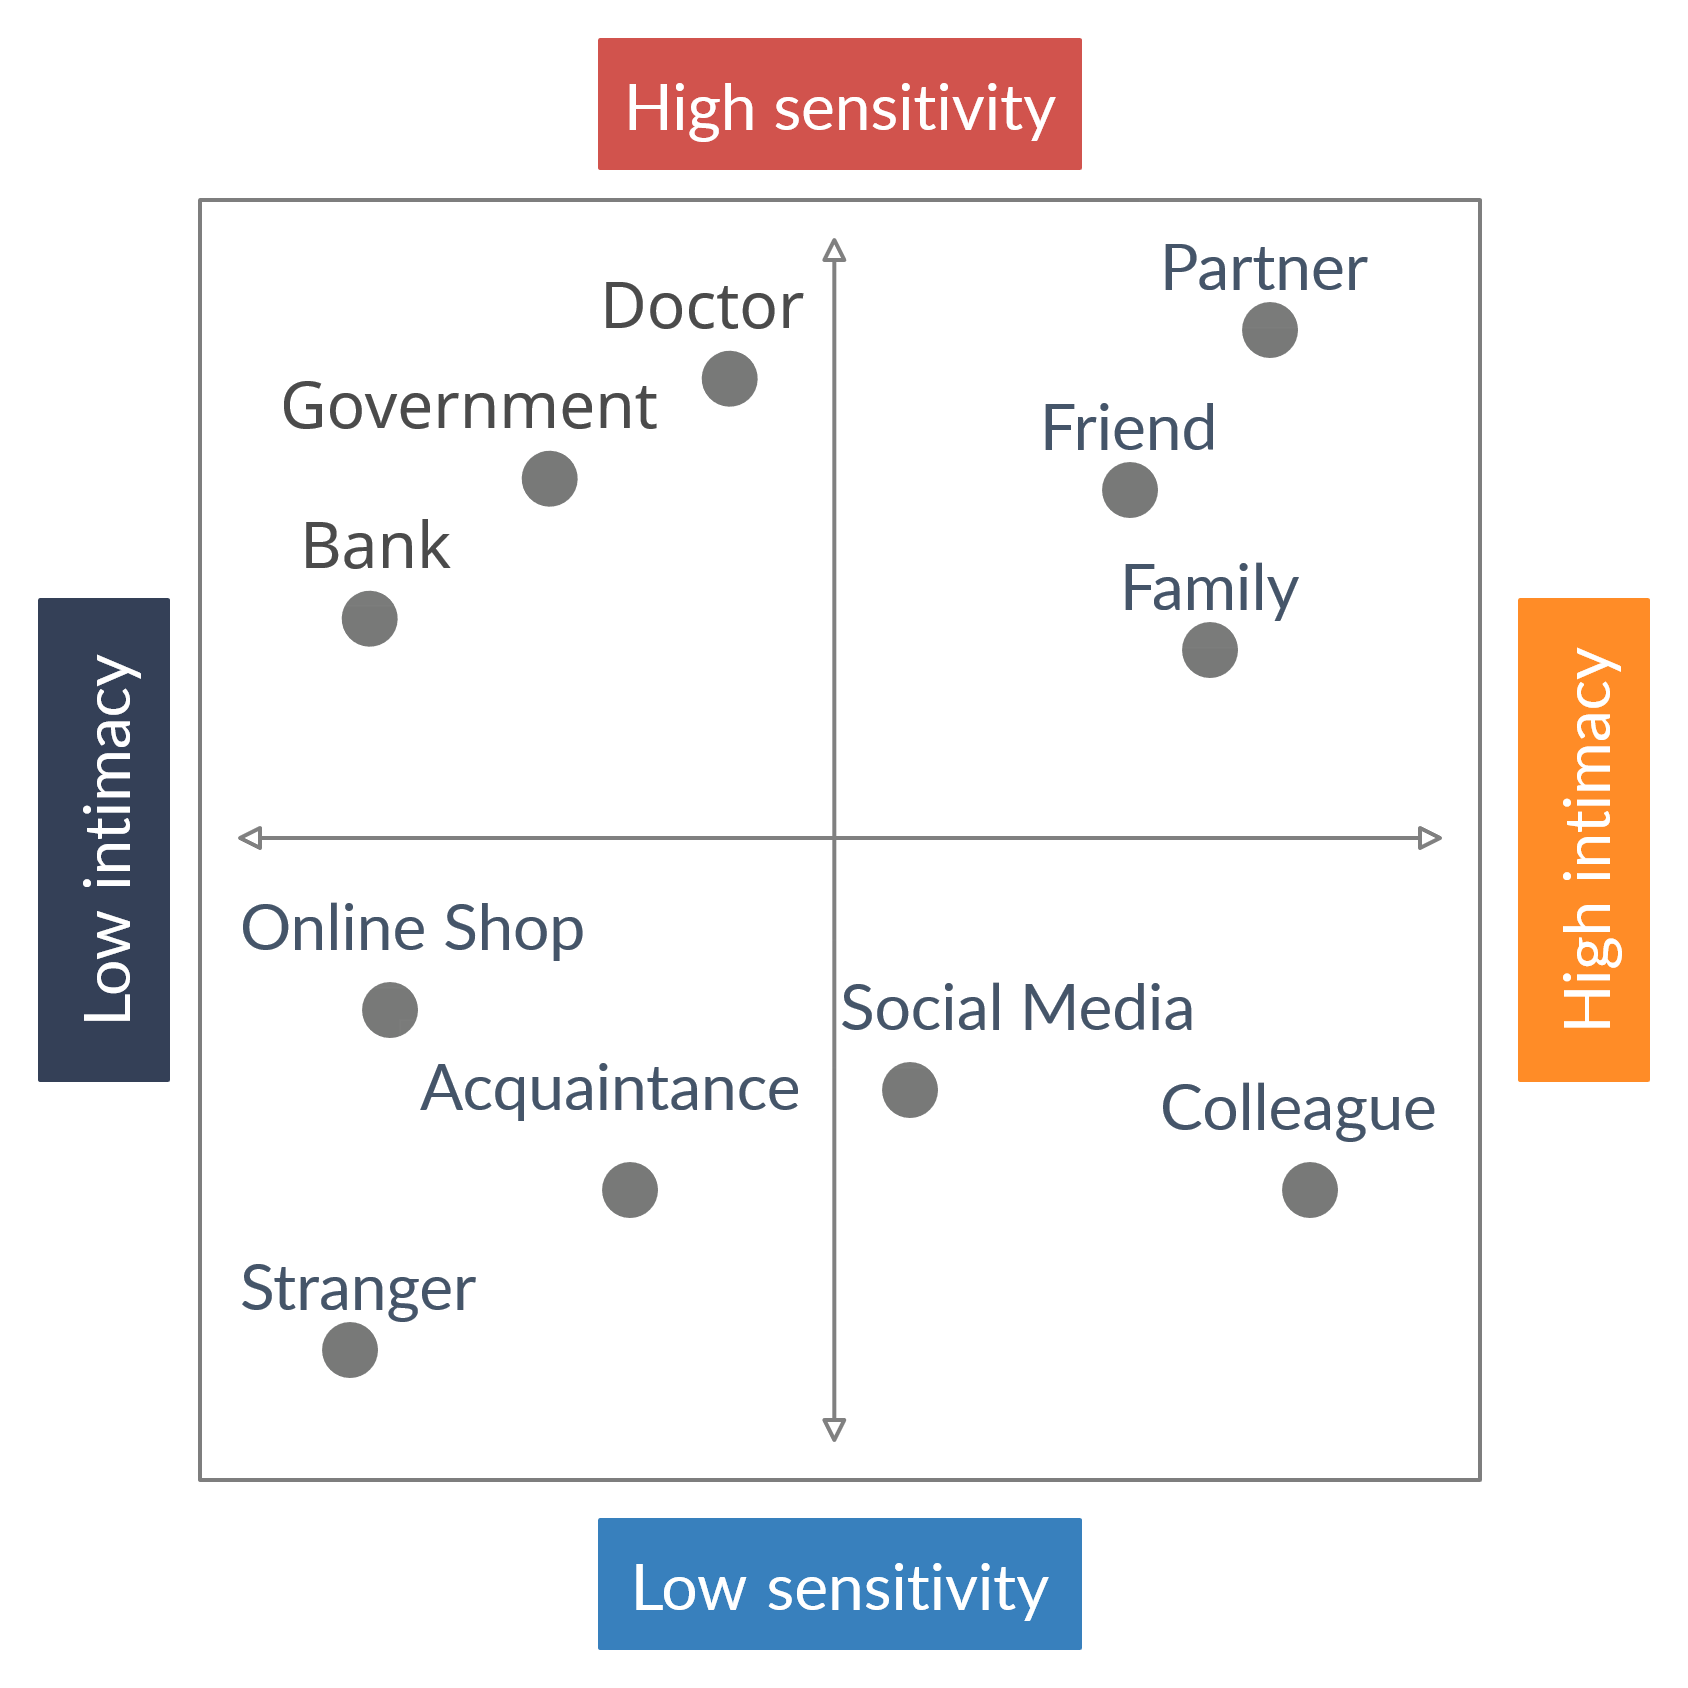 High sensitivity
Partner
Doctor
Government
Friend
Bank
Family
Low intimacy
High intimacy
Online Shop
Social Media
Acquaintance
Colleague
Stranger
Low sensitivity